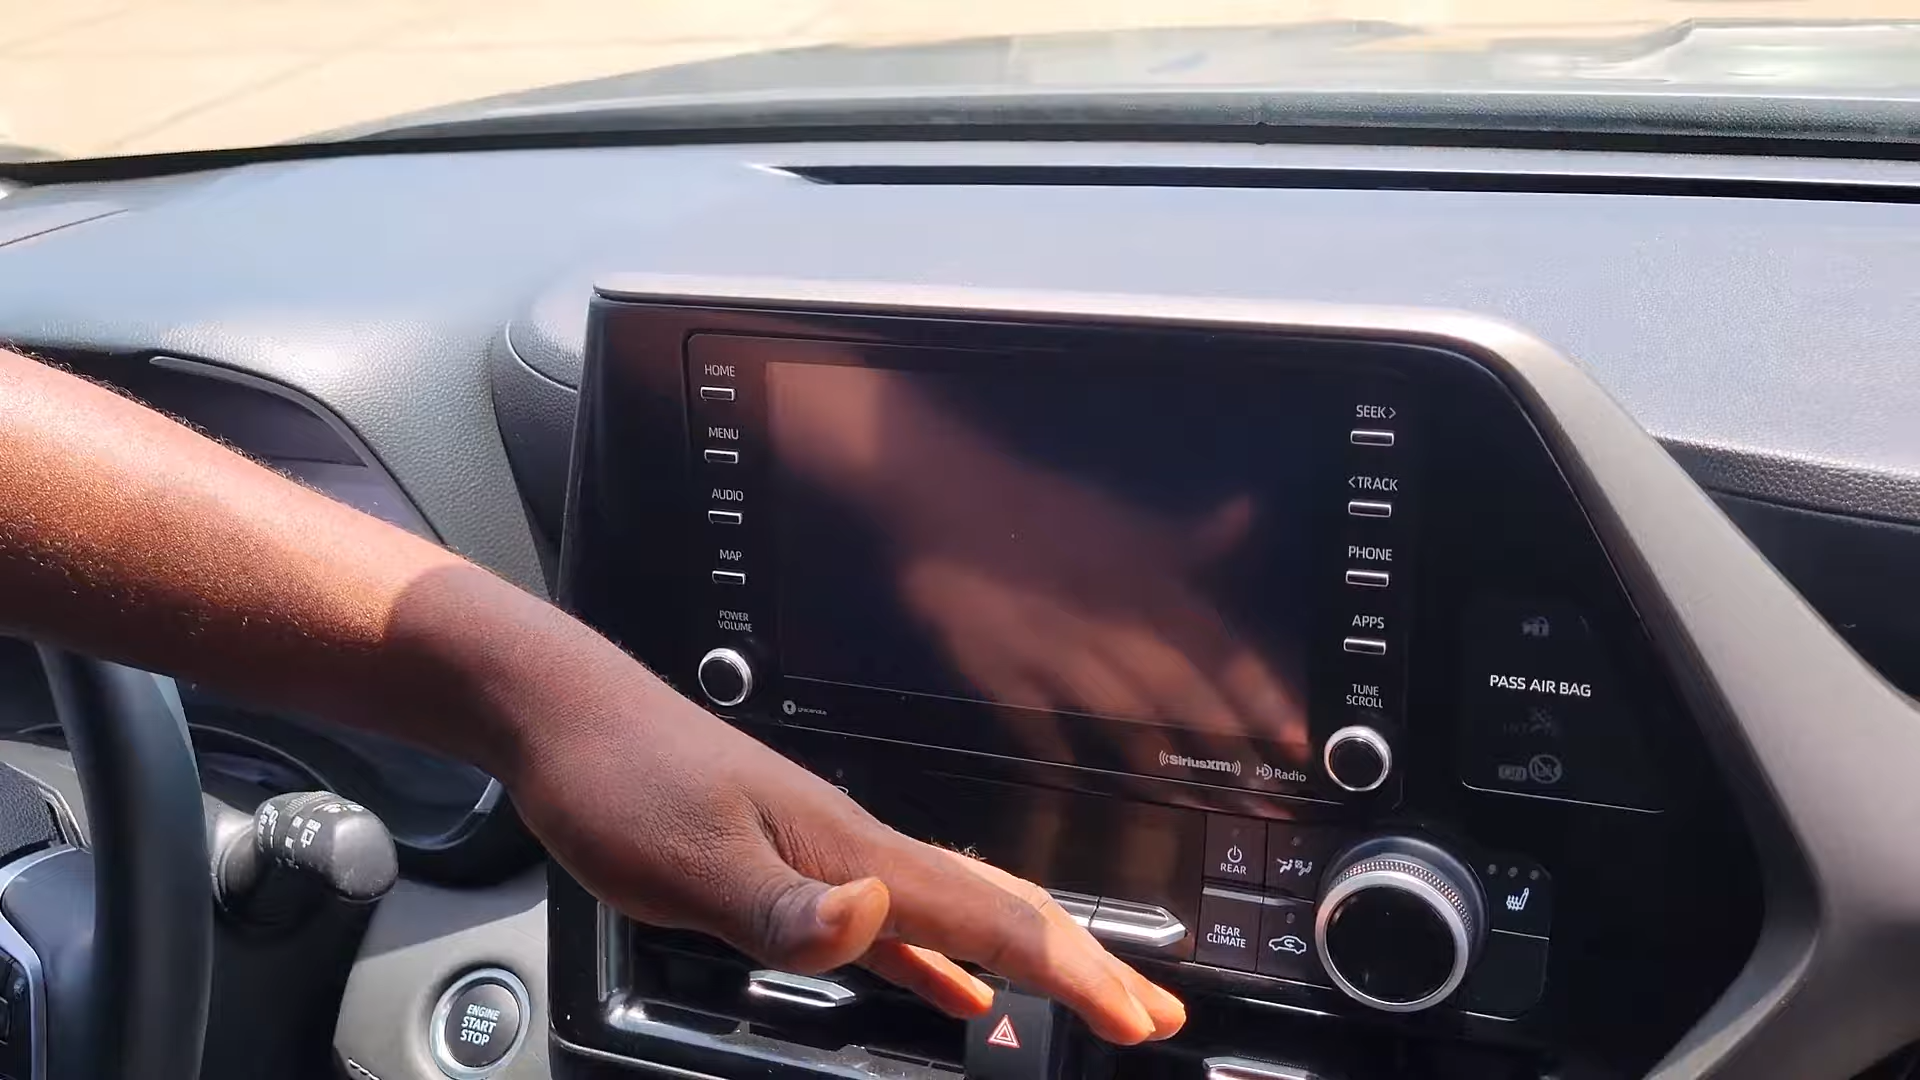 HOME
MENU
AUDIO
MAP
POWER
VOLUME
gracenote
SEEK>
<TRACK
PHONE
APPS
TUNE
SCROLL
((SiriusXM))
HD Radio
PASS AIR BAG
REAR
REAR
CLIMATE
ENGINE
START
STOP